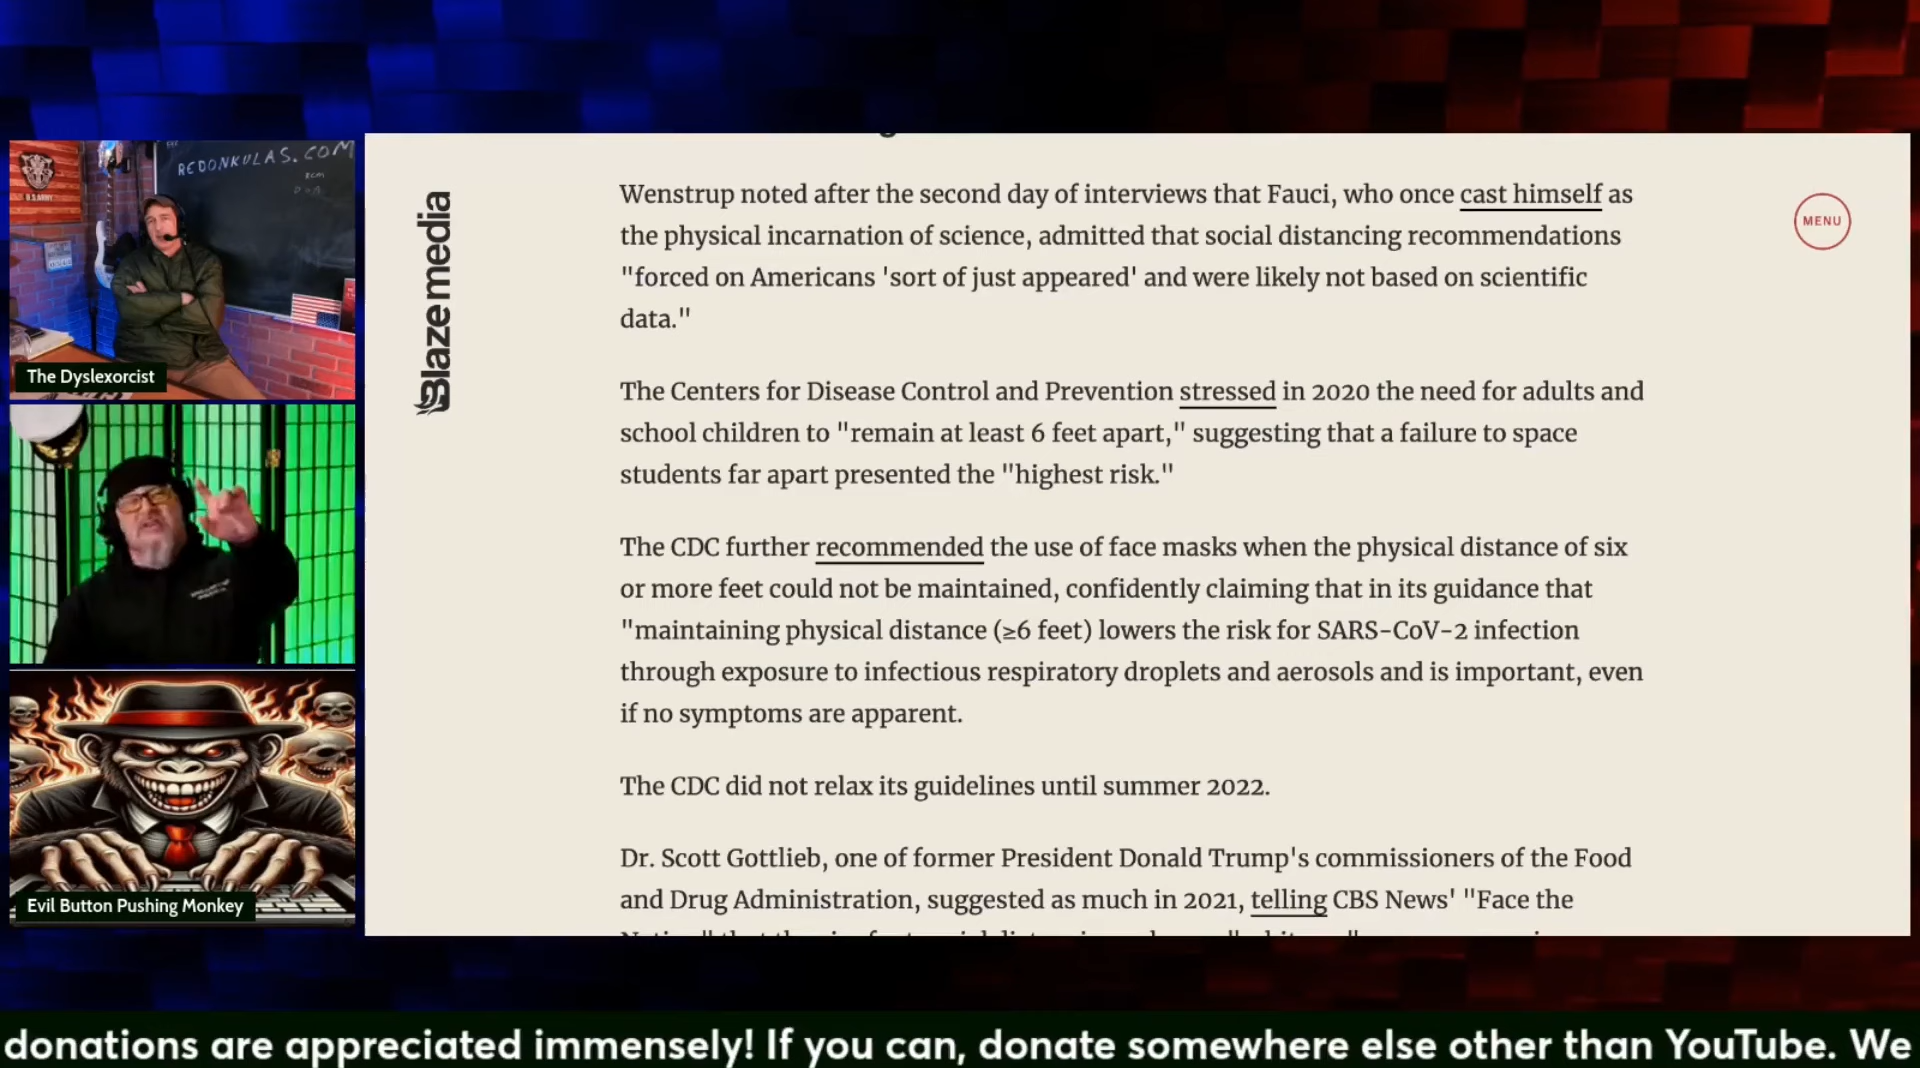 REDONKULAS.COM
U.S. ARMY
The Dyslexorcist
Evil Button Pushing Monkey
Blaze media
MENU
Wenstrup noted after the second day of interviews that Fauci, who once cast himself as
the physical incarnation of science, admitted that social distancing recommendations
"forced on Americans 'sort of just appeared' and were likely not based on scientific
data."
The Centers for Disease Control and Prevention stressed in 2020 the need for adults and
school children to "remain at least 6 feet apart," suggesting that a failure to space
students far apart presented the "highest risk."
The CDC further recommended the use of face masks when the physical distance of six
or more feet could not be maintained, confidently claiming that in its guidance that
"maintaining physical distance (≥6 feet) lowers the risk for SARS-CoV-2 infection
through exposure to infectious respiratory droplets and aerosols and is important, even
if no symptoms are apparent.
The CDC did not relax its guidelines until summer 2022.
Dr. Scott Gottlieb, one of former President Donald Trump's commissioners of the Food
and Drug Administration, suggested as much in 2021, telling CBS News' "Face the
donations are appreciated immensely! If you can, donate somewhere else other than YouTube. We